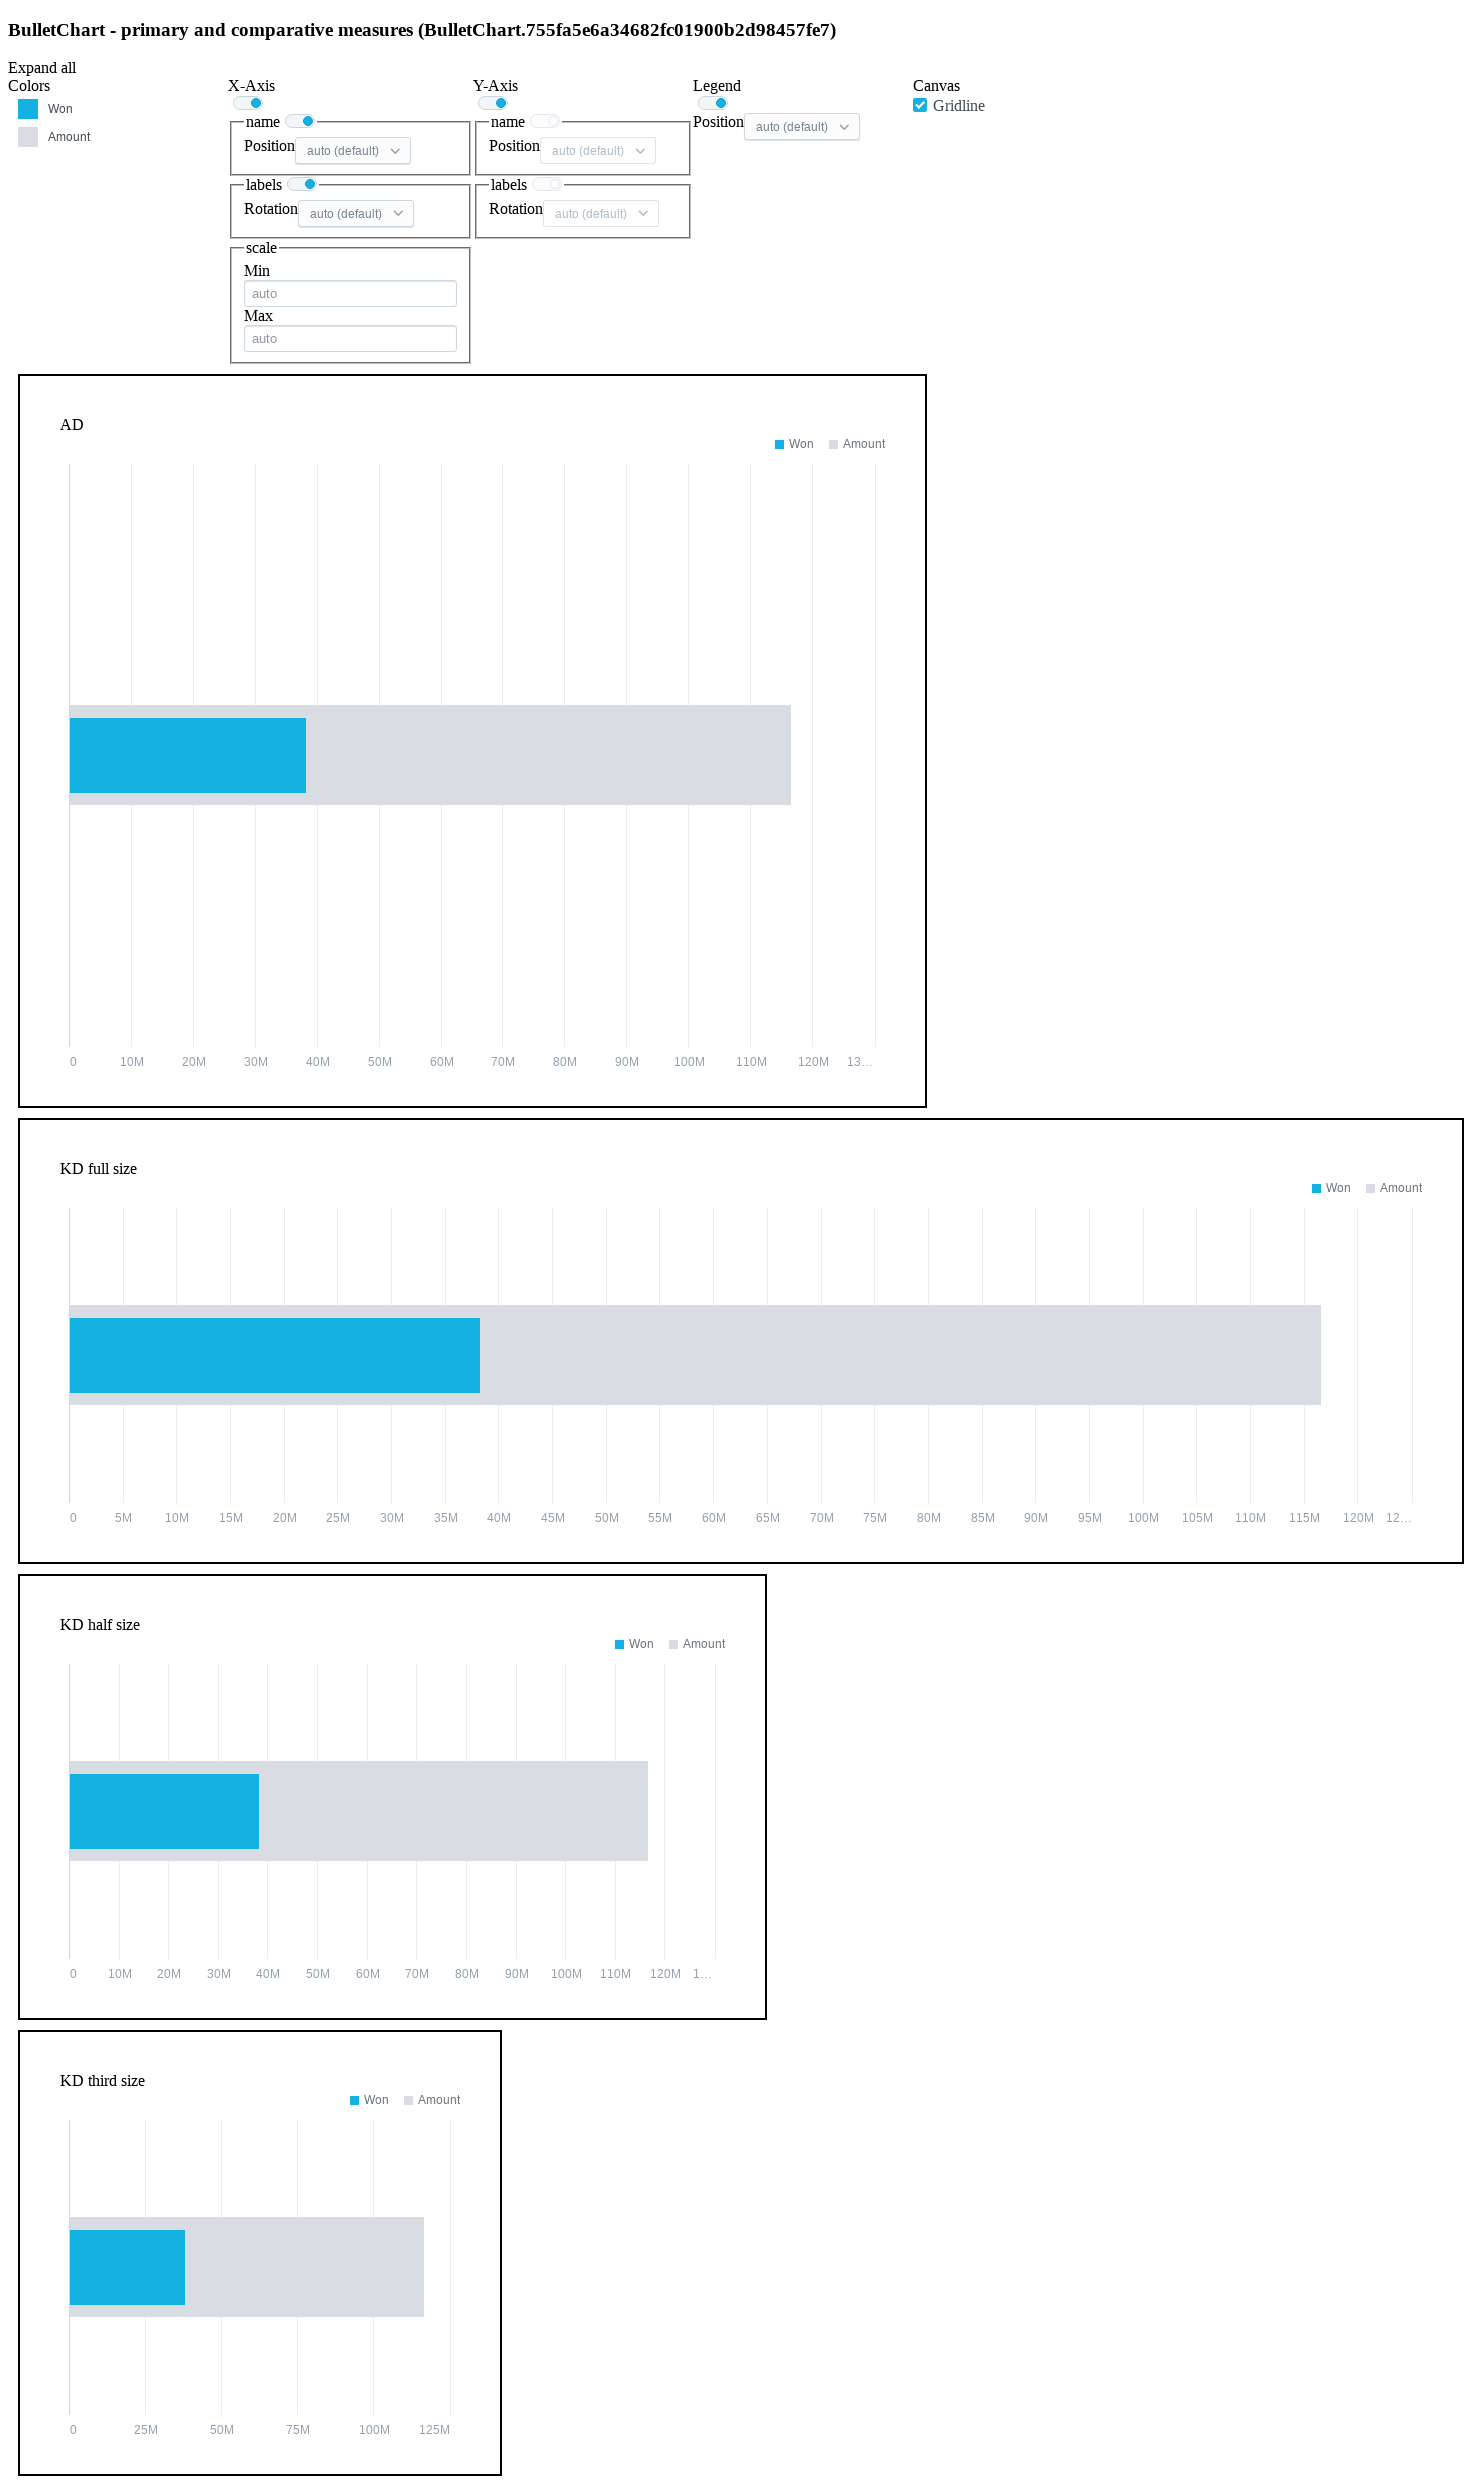 BulletChart - primary and comparative measures (BulletChart.755fa5e6a34682fc01900b2d98457fe7)
Expand all
Colors
Won
Amount
X-Axis
name
Position auto (default)
labels
Rotation auto (default)
scale
Min
auto
Max
auto
Y-Axis
name
Position auto (default)
labels
Rotation auto (default)
Legend
Position auto (default)
Canvas
Gridline
AD
Won Amount
0 10M 20M 30M 40M 50M 60M 70M 80M 90M 100M 110M 120M 13…
KD full size
Won Amount
0 5M 10M 15M 20M 25M 30M 35M 40M 45M 50M 55M 60M 65M 70M 75M 80M 85M 90M 95M 100M 105M 110M 115M 120M 12…
KD half size
Won Amount
0 10M 20M 30M 40M 50M 60M 70M 80M 90M 100M 110M 120M 1…
KD third size
Won Amount
0 25M 50M 75M 100M 125M